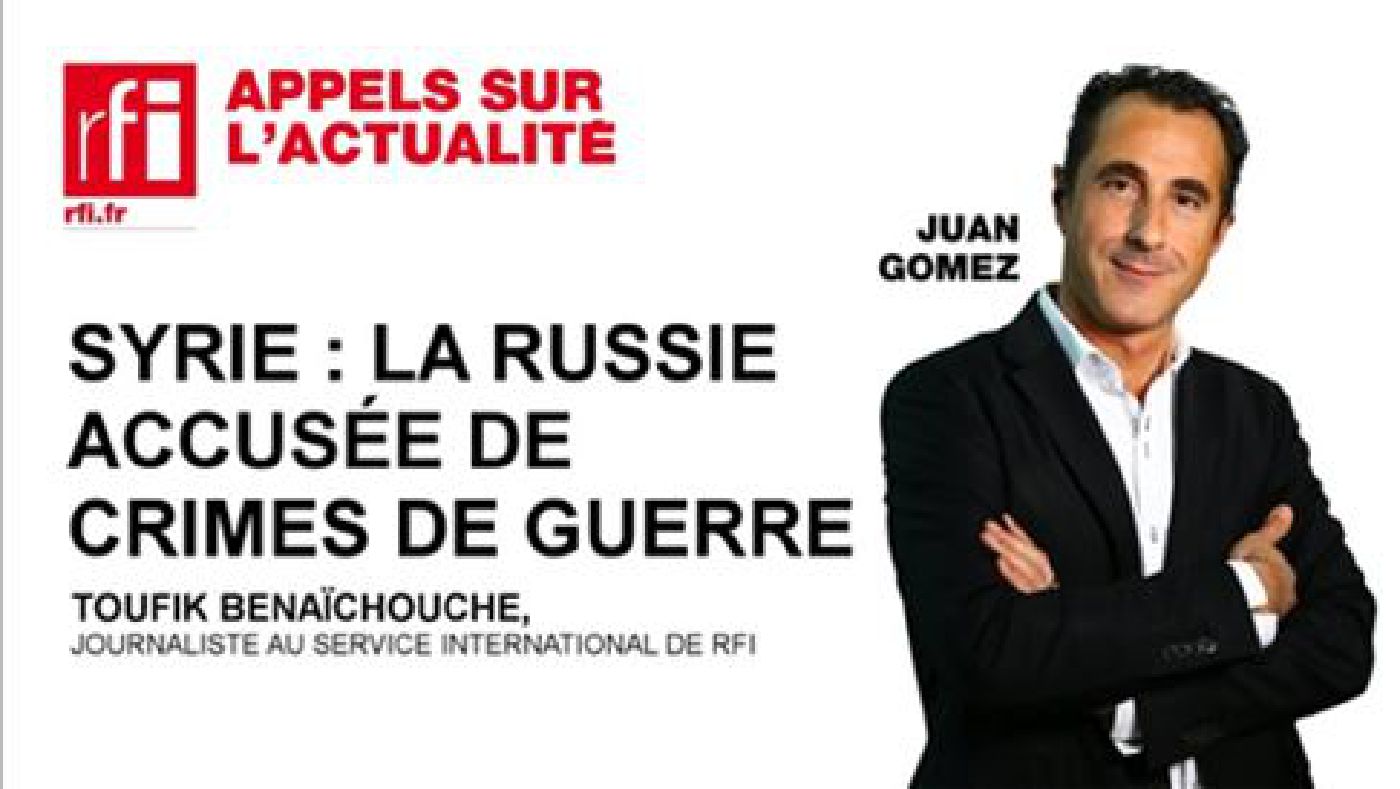 rfi
rfi.fr
APPELS SUR
L'ACTUALITÉ
JUAN
GOMEZ
SYRIE : LA RUSSIE
ACCUSÉE DE
CRIMES DE GUERRE
TOUFIK BENAÏCHOUCHE,
JOURNALISTE AU SERVICE INTERNATIONAL DE RFI